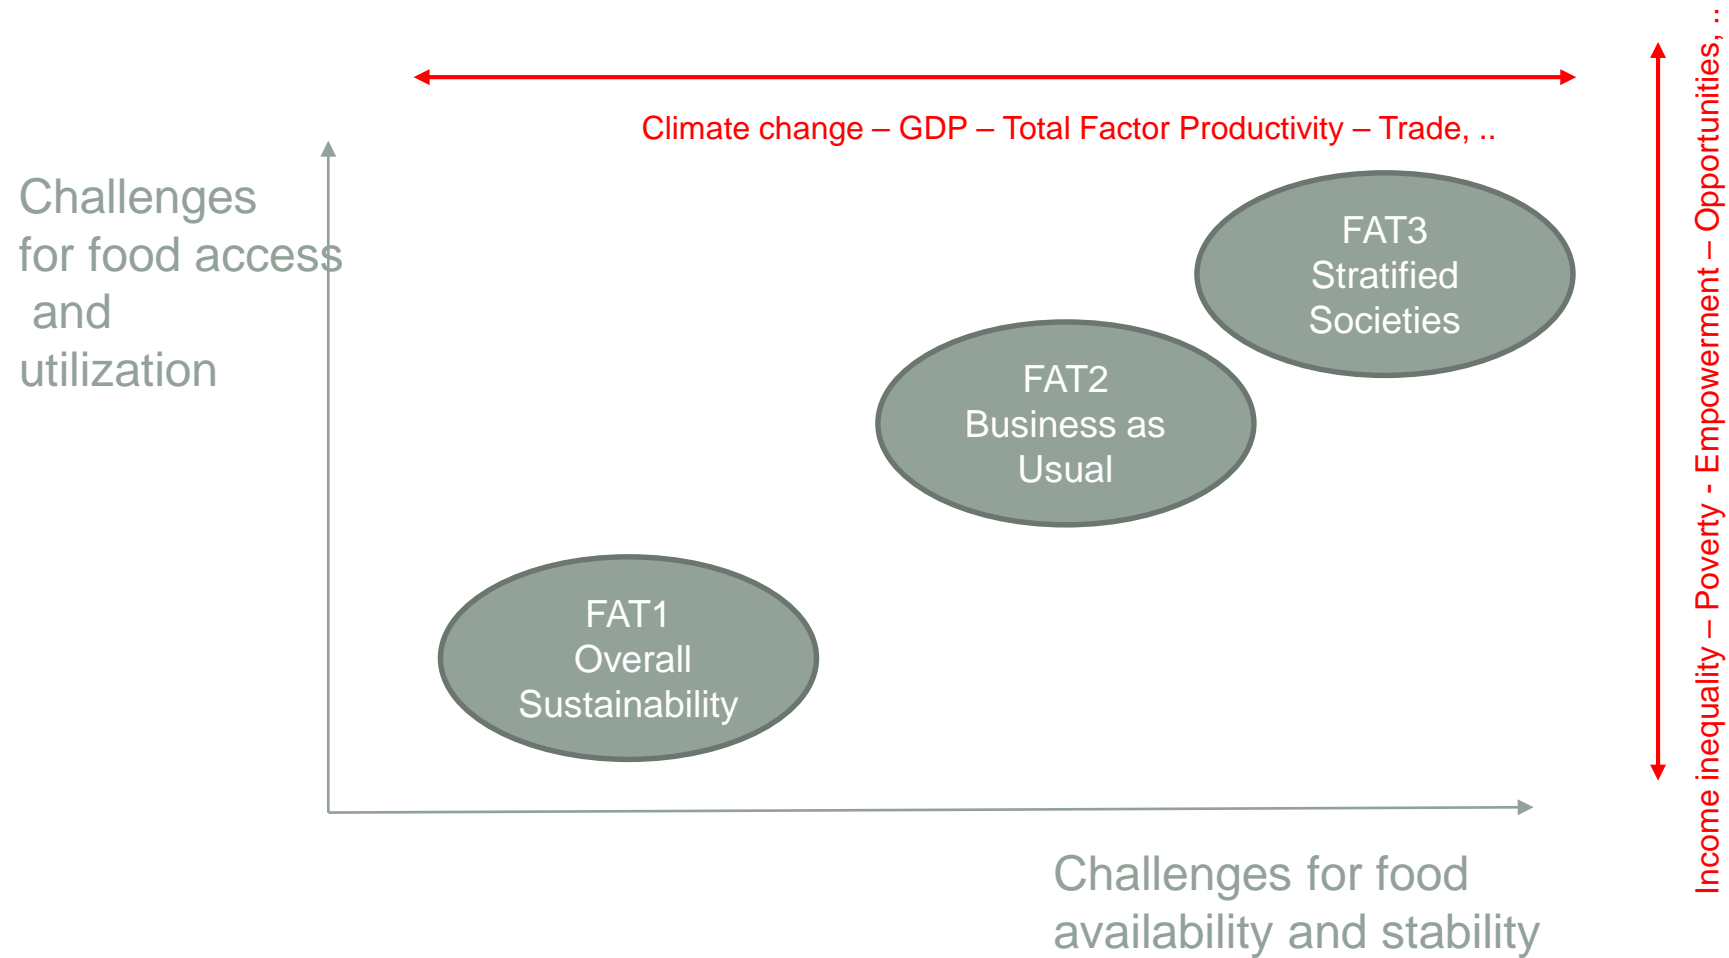 Climate change – GDP – Total Factor Productivity – Trade, ..
Challenges
for food access
and
utilization
FAT3
Stratified
Societies
FAT2
Business as
Usual
FAT1
Overall
Sustainability
Challenges for food
availability and stability
Income inequality – Poverty - Empowerment – Opportunities, ..